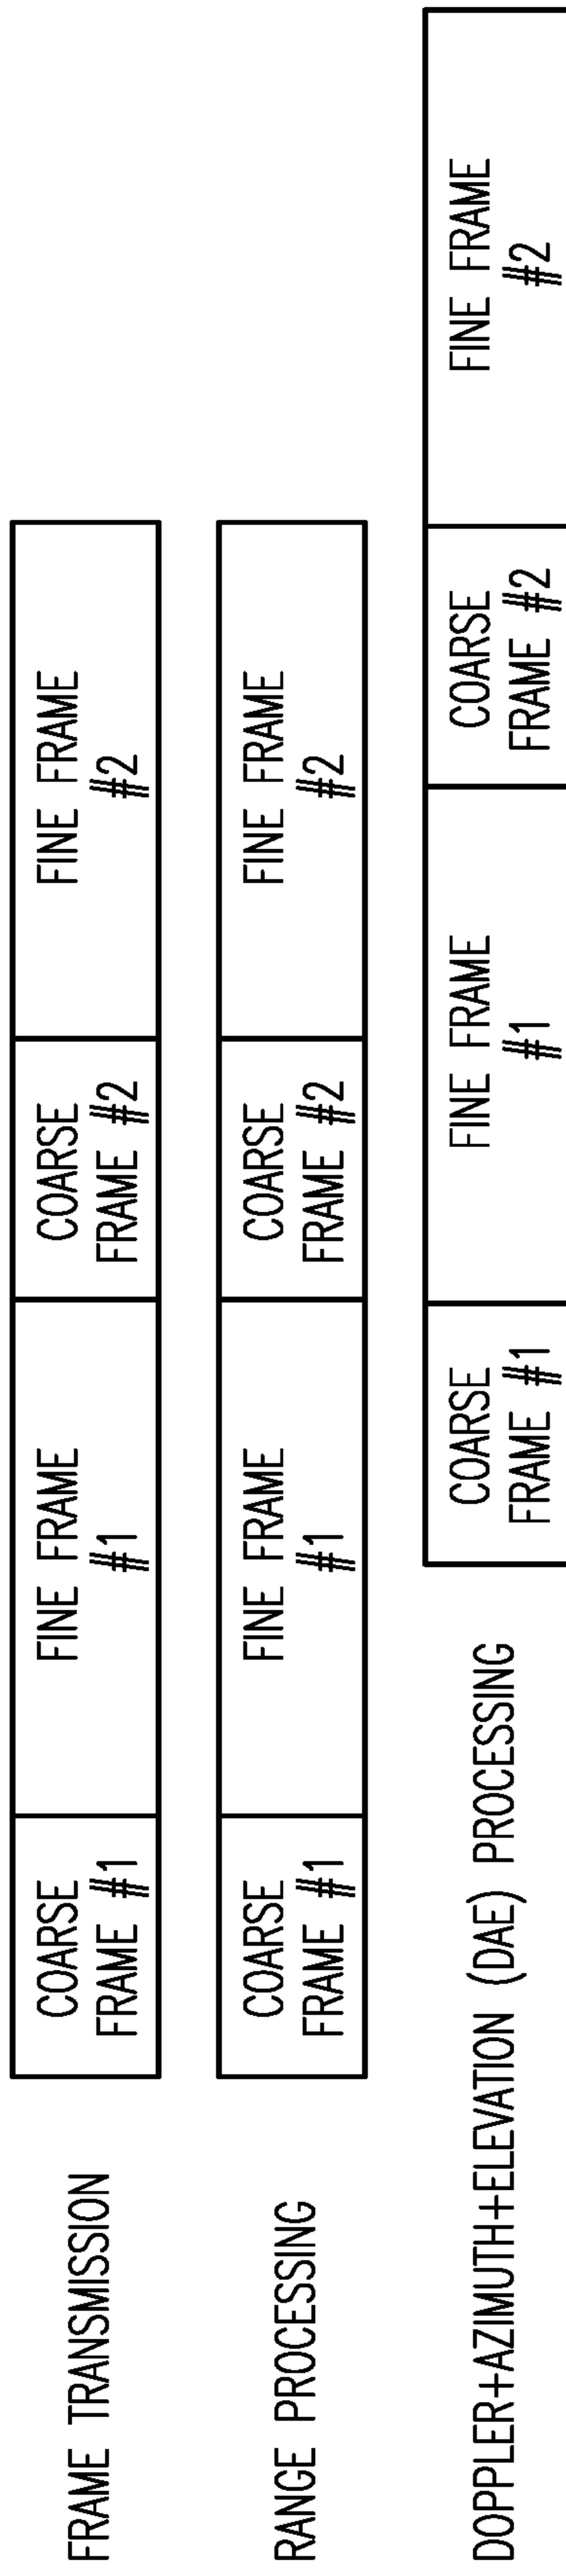 FRAME TRANSMISSION
COARSE
FRAME #1
FINE FRAME
#1
COARSE
FRAME #2
FINE FRAME
#2
RANGE PROCESSING
COARSE
FRAME #1
FINE FRAME
#1
COARSE
FRAME #2
FINE FRAME
#2
DOPPLER+AZIMUTH+ELEVATION (DAE) PROCESSING
COARSE
FRAME #1
FINE FRAME
#1
COARSE
FRAME #2
FINE FRAME
#2